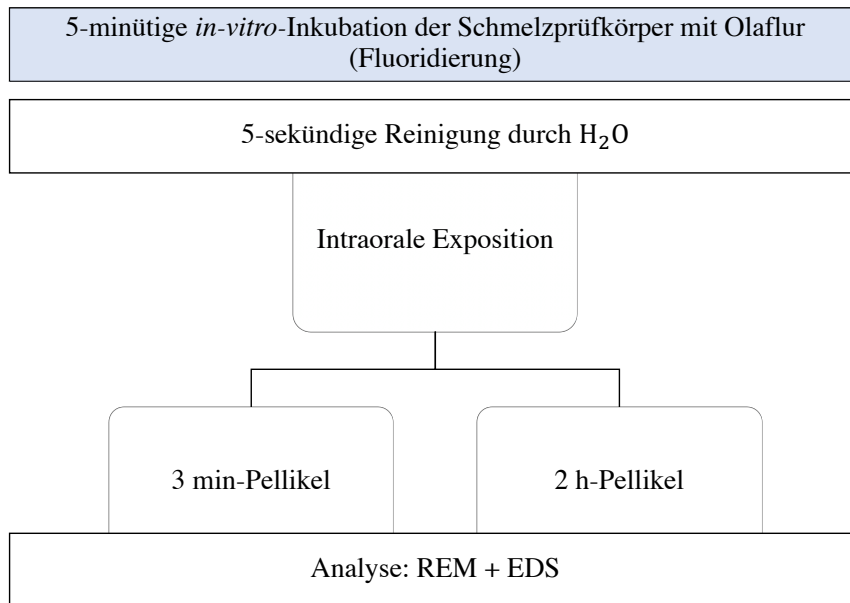 5-minütige in-vitro-Inkubation der Schmelzprüfkörper mit Olaflur
(Fluoridierung)
5-sekündige Reinigung durch H₂O
Intraorale Exposition
3 min-Pellikel
2 h-Pellikel
Analyse: REM + EDS